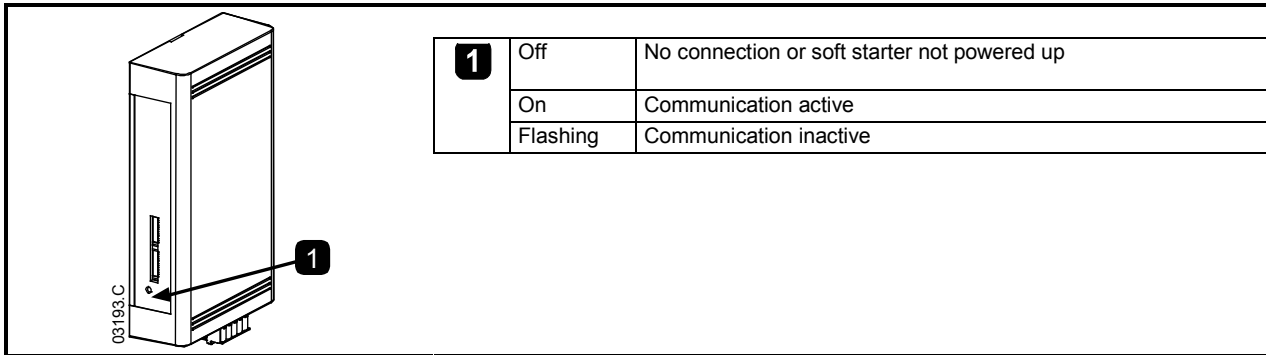 1 Off No connection or soft starter not powered up
On Communication active
Flashing Communication inactive
1
03193.C